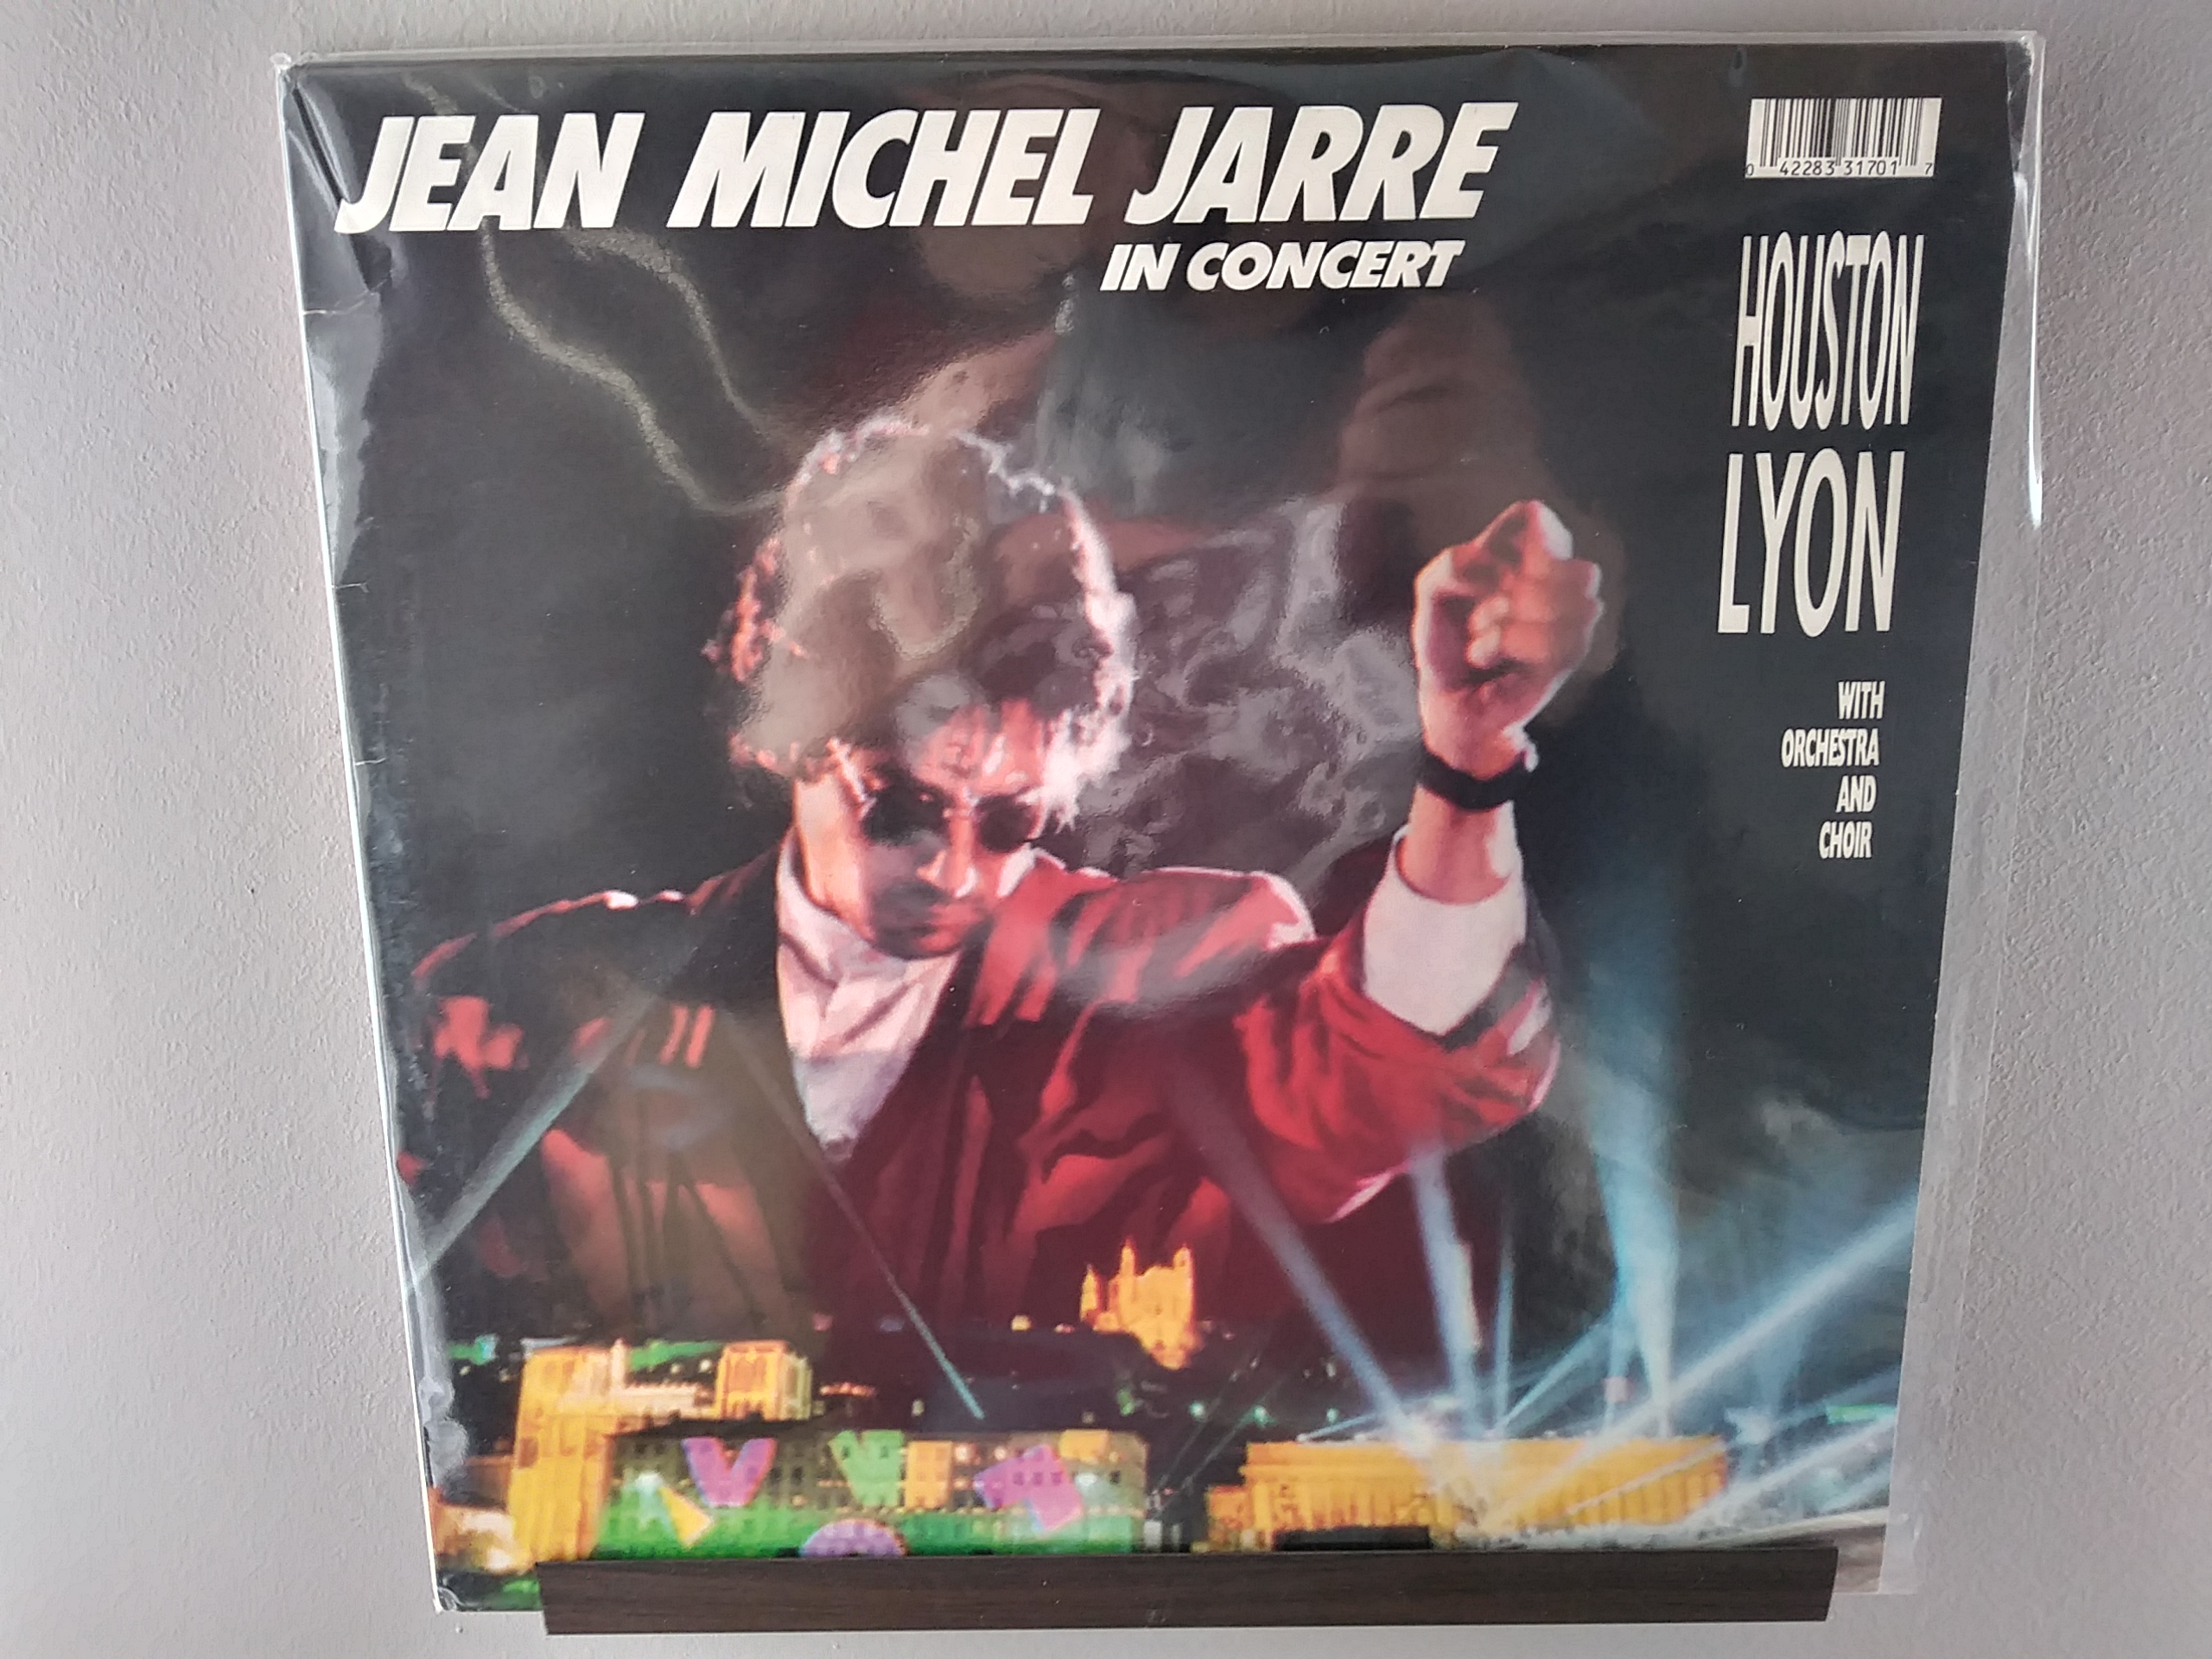 JEAN MICHEL JARRE
IN CONCERT
0 42283 31701 7
HOUSTON
LYON
WITH
ORCHESTRA
AND
CHOIR